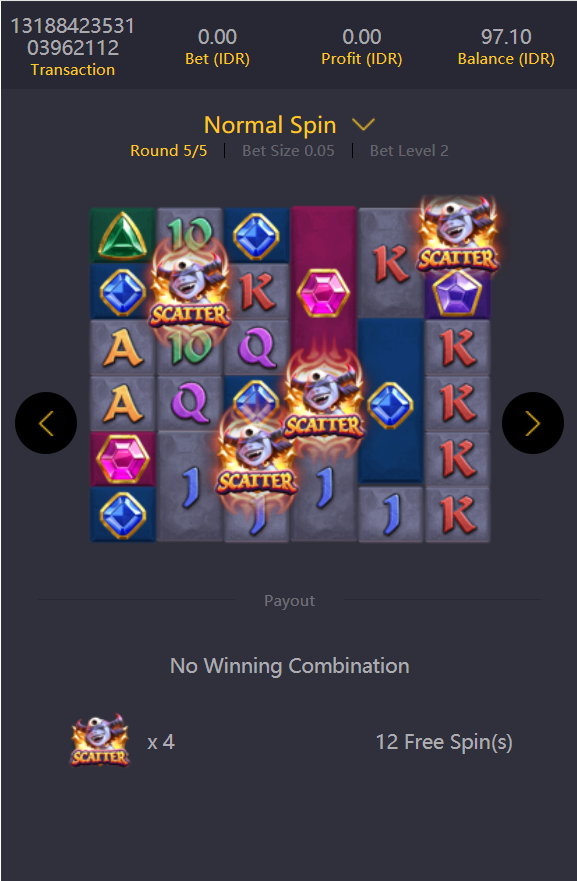 13188423531
03962112
Transaction
0.00
Bet (IDR)
0.00
Profit (IDR)
97.10
Balance (IDR)
Normal Spin
Round 5/5 | Bet Size 0.05 | Bet Level 2
SCATTER
10
K
SCATTER
K
A
10
Q
K
A
Q
SCATTER
K
SCATTER
J
J
K
J
J
K
Payout
No Winning Combination
SCATTER
x 4
12 Free Spin(s)